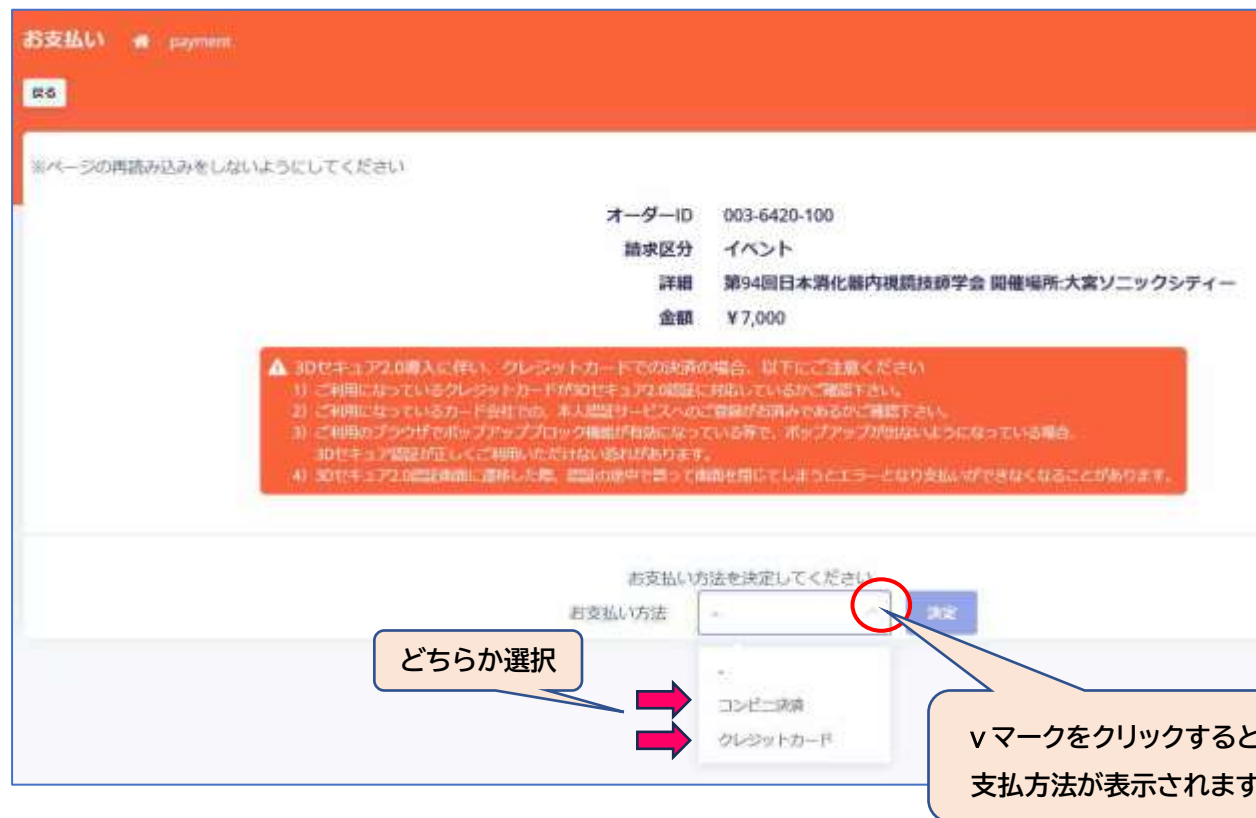 お支払い payment
戻る
※ページの再読み込みをしないようにしてください
オーダーID 003-6420-100
請求区分 イベント
詳細 第94回日本消化器内視鏡技師学会 開催場所:大宮ソニックシティー
金額 ¥7,000
3Dセキュア2.0導入に伴い、クレジットカードでの決済の場合、以下にご注意ください
1) ご利用になっているクレジットカードが3Dセキュア2.0認証に対応しているかご確認下さい。
2) ご利用になっているカード会社での、本人認証サービスへのご登録がお済みであるかご確認下さい。
3) ご利用のブラウザでポップアップブロック機能が有効になっている等で、ポップアップが出ないようになっている場合、
3Dセキュア認証が正しくご利用いただけない恐れがあります。
4) 3Dセキュア2.0認証画面に遷移した際、認証の途中で誤って画面を閉じてしまうとエラーとなり支払いができなくなることがあります。
お支払い方法を決定してください
お支払い方法 - 決定
どちらか選択
-
コンビニ決済
クレジットカード
vマークをクリックすると
支払方法が表示されます